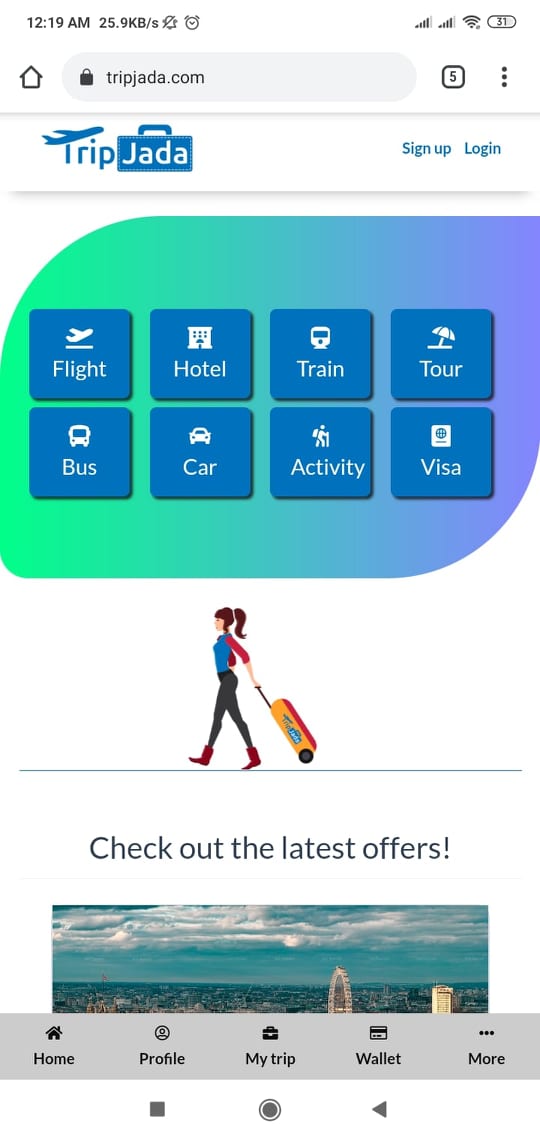 12:19 AM 25.9KB/s 31
tripjada.com 5
Trip Jada Sign up Login
Flight Hotel Train Tour
Bus Car Activity Visa
TripJada
Check out the latest offers!
Home Profile My trip Wallet More